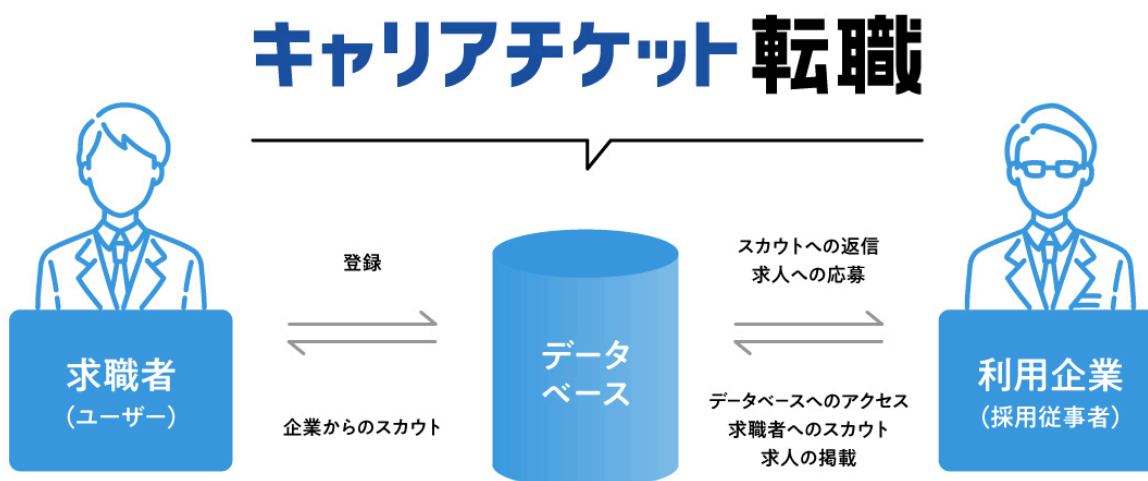 キャリアチケット転職
登録
スカウトへの返信
求人への応募
データ
ベース
求職者
(ユーザー)
利用企業
(採用従事者)
企業からのスカウト
データベースへのアクセス
求職者へのスカウト
求人の掲載